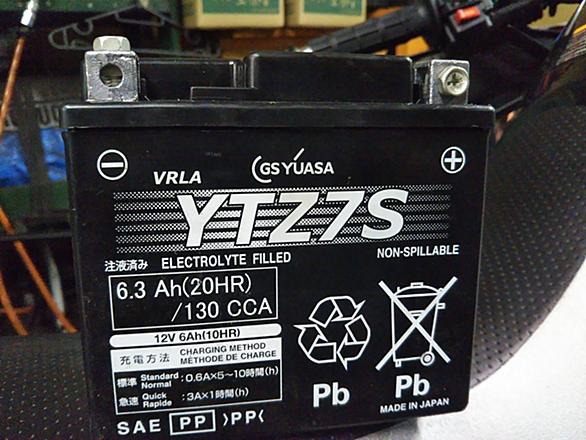 VRLA
GS YUASA
YTZ7S
注液済み ELECTROLYTE FILLED
NON-SPILLABLE
6.3 Ah(20HR)
/130 CCA
12V 6Ah(10HR)
充電方法 CHARGING METHOD
MÉTHODE DE CHARGE
標準 Standard Normal : 0.6A×5～10時間(h)
急速 Quick Rapide : 3A×1時間(h)
SAE PP >PP<
Pb
Pb
MADE IN JAPAN